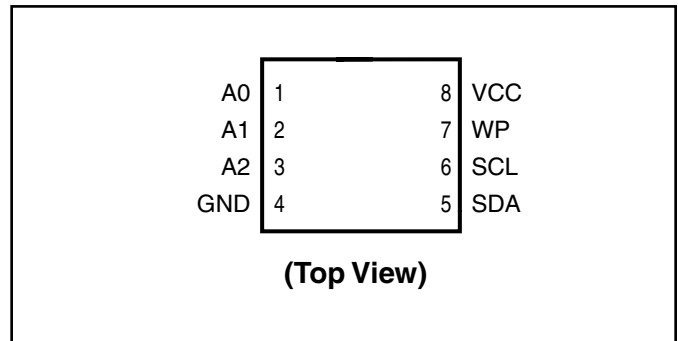 A0 1 8 VCC
A1 2 7 WP
A2 3 6 SCL
GND 4 5 SDA
(Top View)